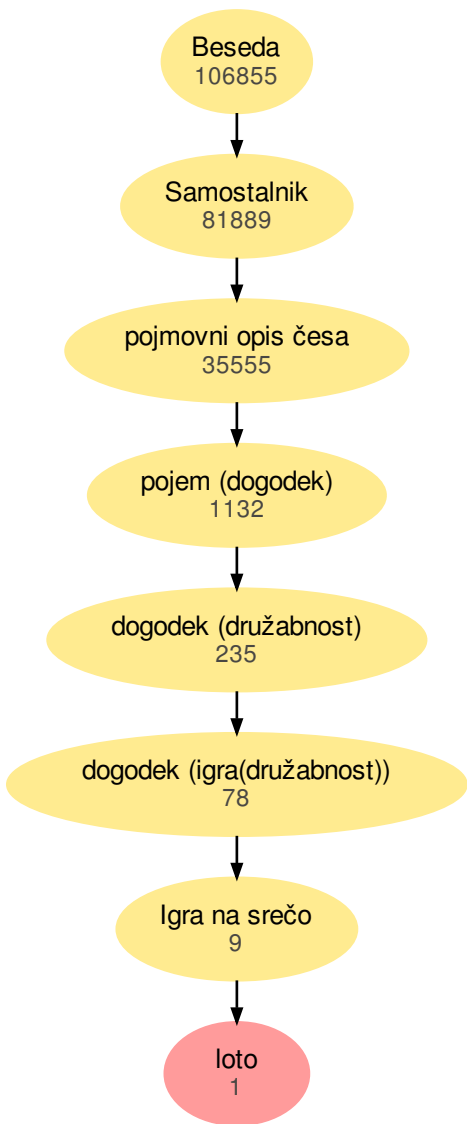 Beseda
106855
Samostalnik
81889
pojmovni opis česa
35555
pojem (dogodek)
1132
dogodek (družabnost)
235
dogodek (igra(družabnost))
78
Igra na srečo
9
loto
1